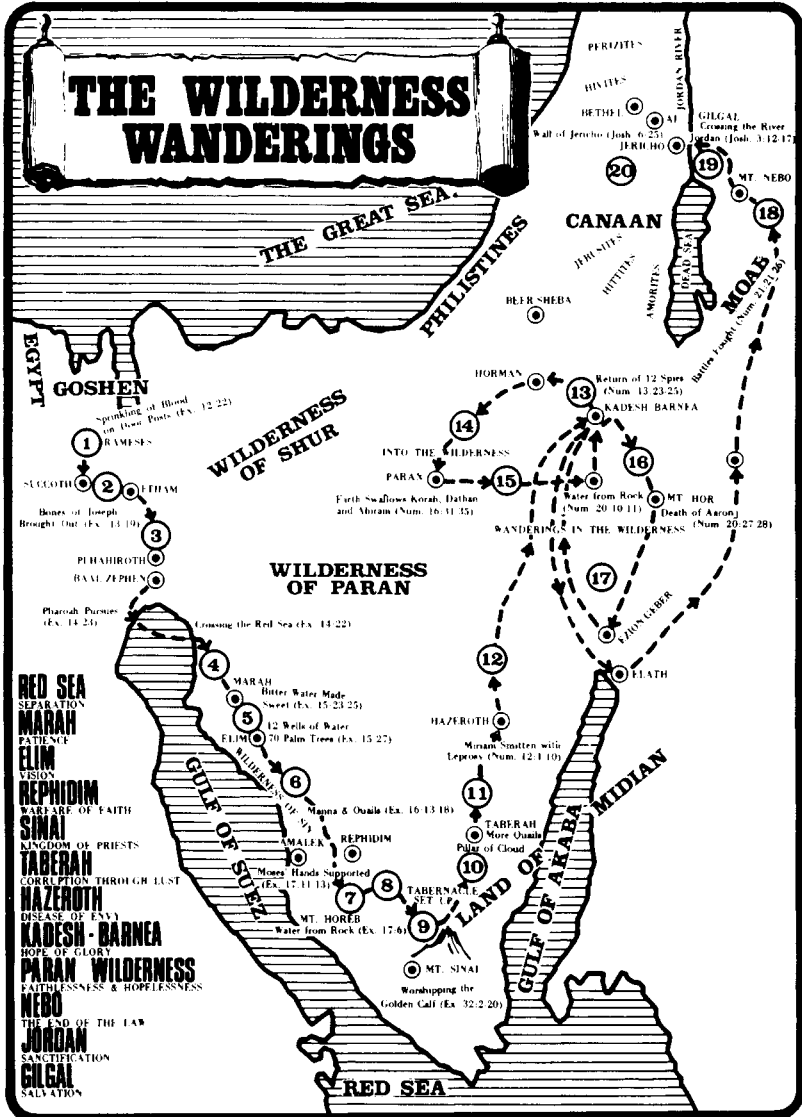 THE WILDERNESS
WANDERINGS
THE GREAT SEA.
PERIZITES
HIVITES
BETHEL
AI
JORDAN RIVER
GILGAL
Crossing the River
Jordan (Josh. 3:12-17)
Wall of Jericho (Josh. 6:25)
JERICHO
20
19
MT. NEBO
18
CANAAN
PHILISTINES
JEBUSITES
HITTITES
AMORITES
DEAD SEA
MOAB
Battles Fought (Num. 21:21-26)
BEER SHEBA
EGYPT
GOSHEN
Sprinkling of Blood
on Door Posts (Ex. 12:22)
1
RAMESES
WILDERNESS
OF SHUR
HORMAN
13
Return of 12 Spies
(Num. 13:23-25)
KADESH BARNEA
14
INTO THE WILDERNESS
16
SUCCOTH
2
ETHAM
PARAN
15
Earth Swallows Korah, Dathan
and Abiram (Num. 16:31-35)
Water from Rock
(Num. 20:10-11)
MT HOR
Death of Aaron
(Num. 20:27-28)
WANDERINGS IN THE WILDERNESS
Bones of Joseph
Brought Out (Ex. 13:19)
3
PI-HAHIROTH
BAAL ZEPHEN
WILDERNESS
OF PARAN
17
Pharoah Pursues
(Ex. 14:23)
Crossing the Red Sea (Ex. 14:22)
EZION GEBER
ELATH
4
12
MARAH
Bitter Water Made
Sweet (Ex. 15:23-25)
5
12 Wells of Water
ELIM
70 Palm Trees (Ex. 15:27)
HAZEROTH
Miriam Smitten with
Leprosy (Num. 12:1-10)
WILDERNESS OF SIN
6
Manna & Quails (Ex. 16:13-18)
11
TABERAH
More Quails
Pillar of Cloud
10
AMALEK
REPHIDIM
Moses' Hands Supported
(Ex. 17:11-13)
7
8
TABERNACLE
SET UP
9
MT. HOREB
Water from Rock (Ex. 17:6)
LAND OF MIDIAN
GULF OF AKABA
GULF OF SUEZ
MT. SINAI
Worshipping the
Golden Calf (Ex. 32:2-20)
RED SEA
RED SEA
SEPARATION
MARAH
PATIENCE
ELIM
VISION
REPHIDIM
WARFARE OF FAITH
SINAI
KINGDOM OF PRIESTS
TABERAH
CORRUPTION THROUGH LUST
HAZEROTH
DISEASE OF ENVY
KADESH-BARNEA
HOPE OF GLORY
PARAN WILDERNESS
FAITHLESSNESS & HOPELESSNESS
NEBO
THE END OF THE LAW
JORDAN
SANCTIFICATION
GILGAL
SALVATION